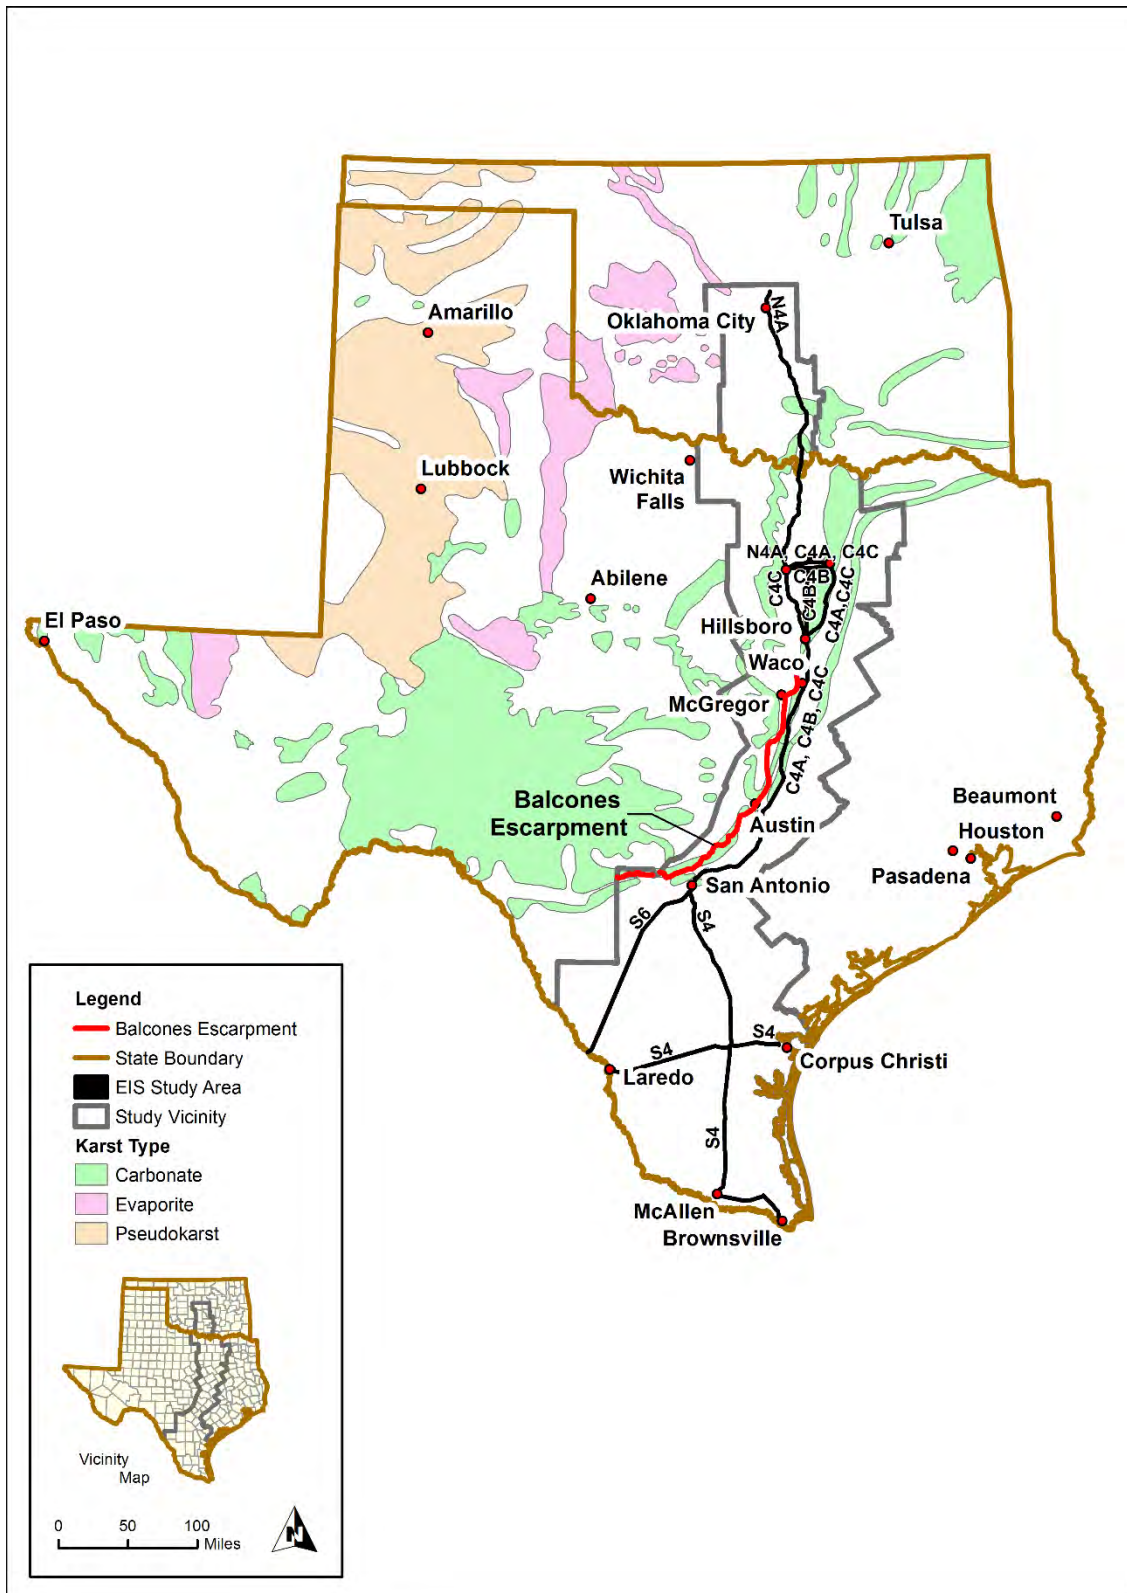 Tulsa
Oklahoma City
N4A
Amarillo
Lubbock
Wichita
Falls
N4A, C4A, C4C
C4B
C4C
C4B
C4A,C4C
Abilene
El Paso
Hillsboro
Waco
McGregor
C4A, C4B, C4C
Balcones
Escarpment
Austin
Beaumont
Houston
Pasadena
San Antonio
S6
S4
S4
S4
Corpus Christi
Laredo
S4
McAllen
Brownsville
Legend
Balcones Escarpment
State Boundary
EIS Study Area
Study Vicinity
Karst Type
Carbonate
Evaporite
Pseudokarst
Vicinity
Map
0 50 100
Miles
N